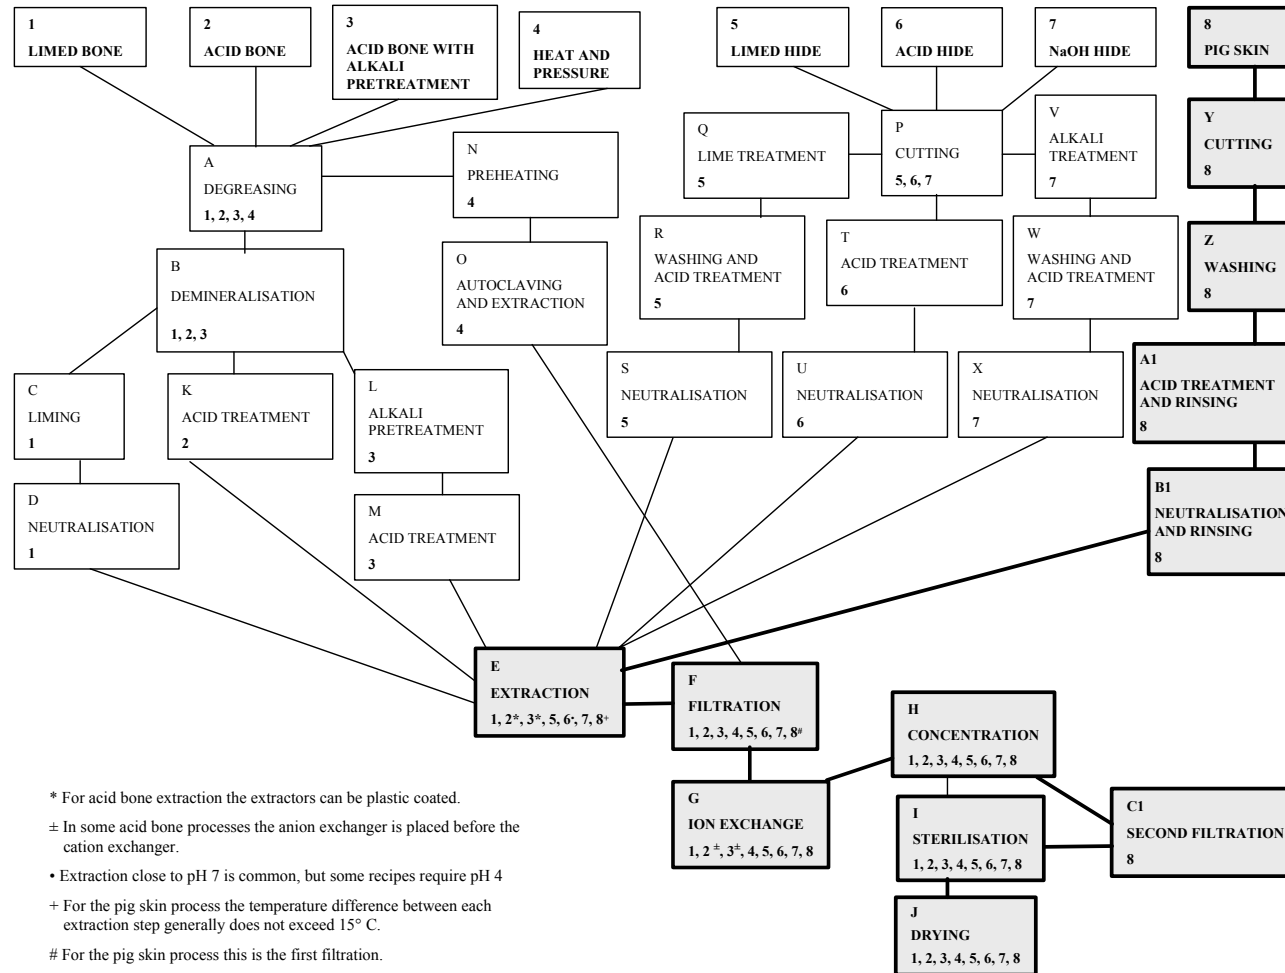 1
LIMED BONE
2
ACID BONE
3
ACID BONE WITH
ALKALI
PRETREATMENT
4
HEAT AND
PRESSURE
5
LIMED HIDE
6
ACID HIDE
7
NaOH HIDE
8
PIG SKIN
A
DEGREASING
1, 2, 3, 4
N
PREHEATING
4
Q
LIME TREATMENT
5
P
CUTTING
5, 6, 7
V
ALKALI
TREATMENT
7
Y
CUTTING
8
B
DEMINERALISATION
1, 2, 3
O
AUTOCLAVING
AND EXTRACTION
4
R
WASHING AND
ACID TREATMENT
5
T
ACID TREATMENT
6
W
WASHING AND
ACID TREATMENT
7
Z
WASHING
8
C
LIMING
1
K
ACID TREATMENT
2
L
ALKALI
PRETREATMENT
3
S
NEUTRALISATION
5
U
NEUTRALISATION
6
X
NEUTRALISATION
7
A1
ACID TREATMENT
AND RINSING
8
D
NEUTRALISATION
1
M
ACID TREATMENT
3
B1
NEUTRALISATION
AND RINSING
8
E
EXTRACTION
1, 2*, 3*, 5, 6•, 7, 8+
F
FILTRATION
1, 2, 3, 4, 5, 6, 7, 8#
H
CONCENTRATION
1, 2, 3, 4, 5, 6, 7, 8
G
ION EXCHANGE
1, 2 ±, 3±, 4, 5, 6, 7, 8
I
STERILISATION
1, 2, 3, 4, 5, 6, 7, 8
C1
SECOND FILTRATION
8
J
DRYING
1, 2, 3, 4, 5, 6, 7, 8
* For acid bone extraction the extractors can be plastic coated.
± In some acid bone processes the anion exchanger is placed before the
cation exchanger.
• Extraction close to pH 7 is common, but some recipes require pH 4
+ For the pig skin process the temperature difference between each
extraction step generally does not exceed 15° C.
# For the pig skin process this is the first filtration.